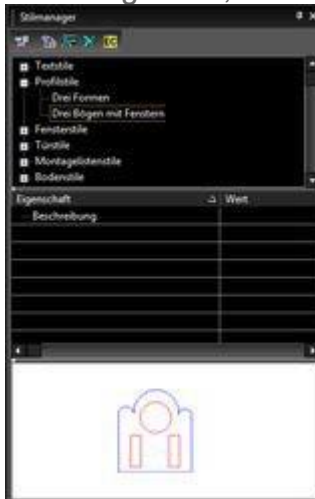 Stilmanager
Textstile
Profilstile
Drei Formen
Drei Bögen mit Fenstern
Fensterstile
Türstile
Montagelistenstile
Bodenstile
Eigenschaft Wert
Beschreibung